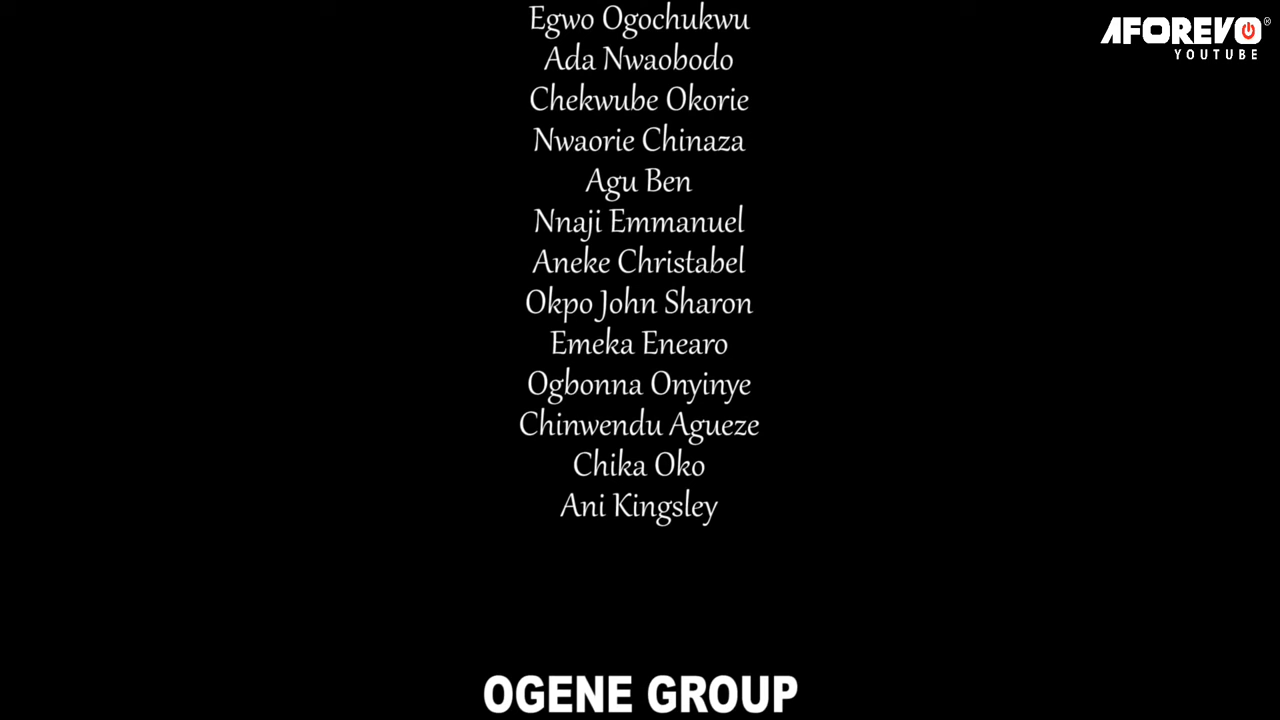 AFOREVO®
YOUTUBE
Egwo Ogochukwu
Ada Nwaobodo
Chekwube Okorie
Nwaorie Chinaza
Agu Ben
Nnaji Emmanuel
Aneke Christabel
Okpo John Sharon
Emeka Enearo
Ogbonna Onyinye
Chinwendu Agueze
Chika Oko
Ani Kingsley
OGENE GROUP